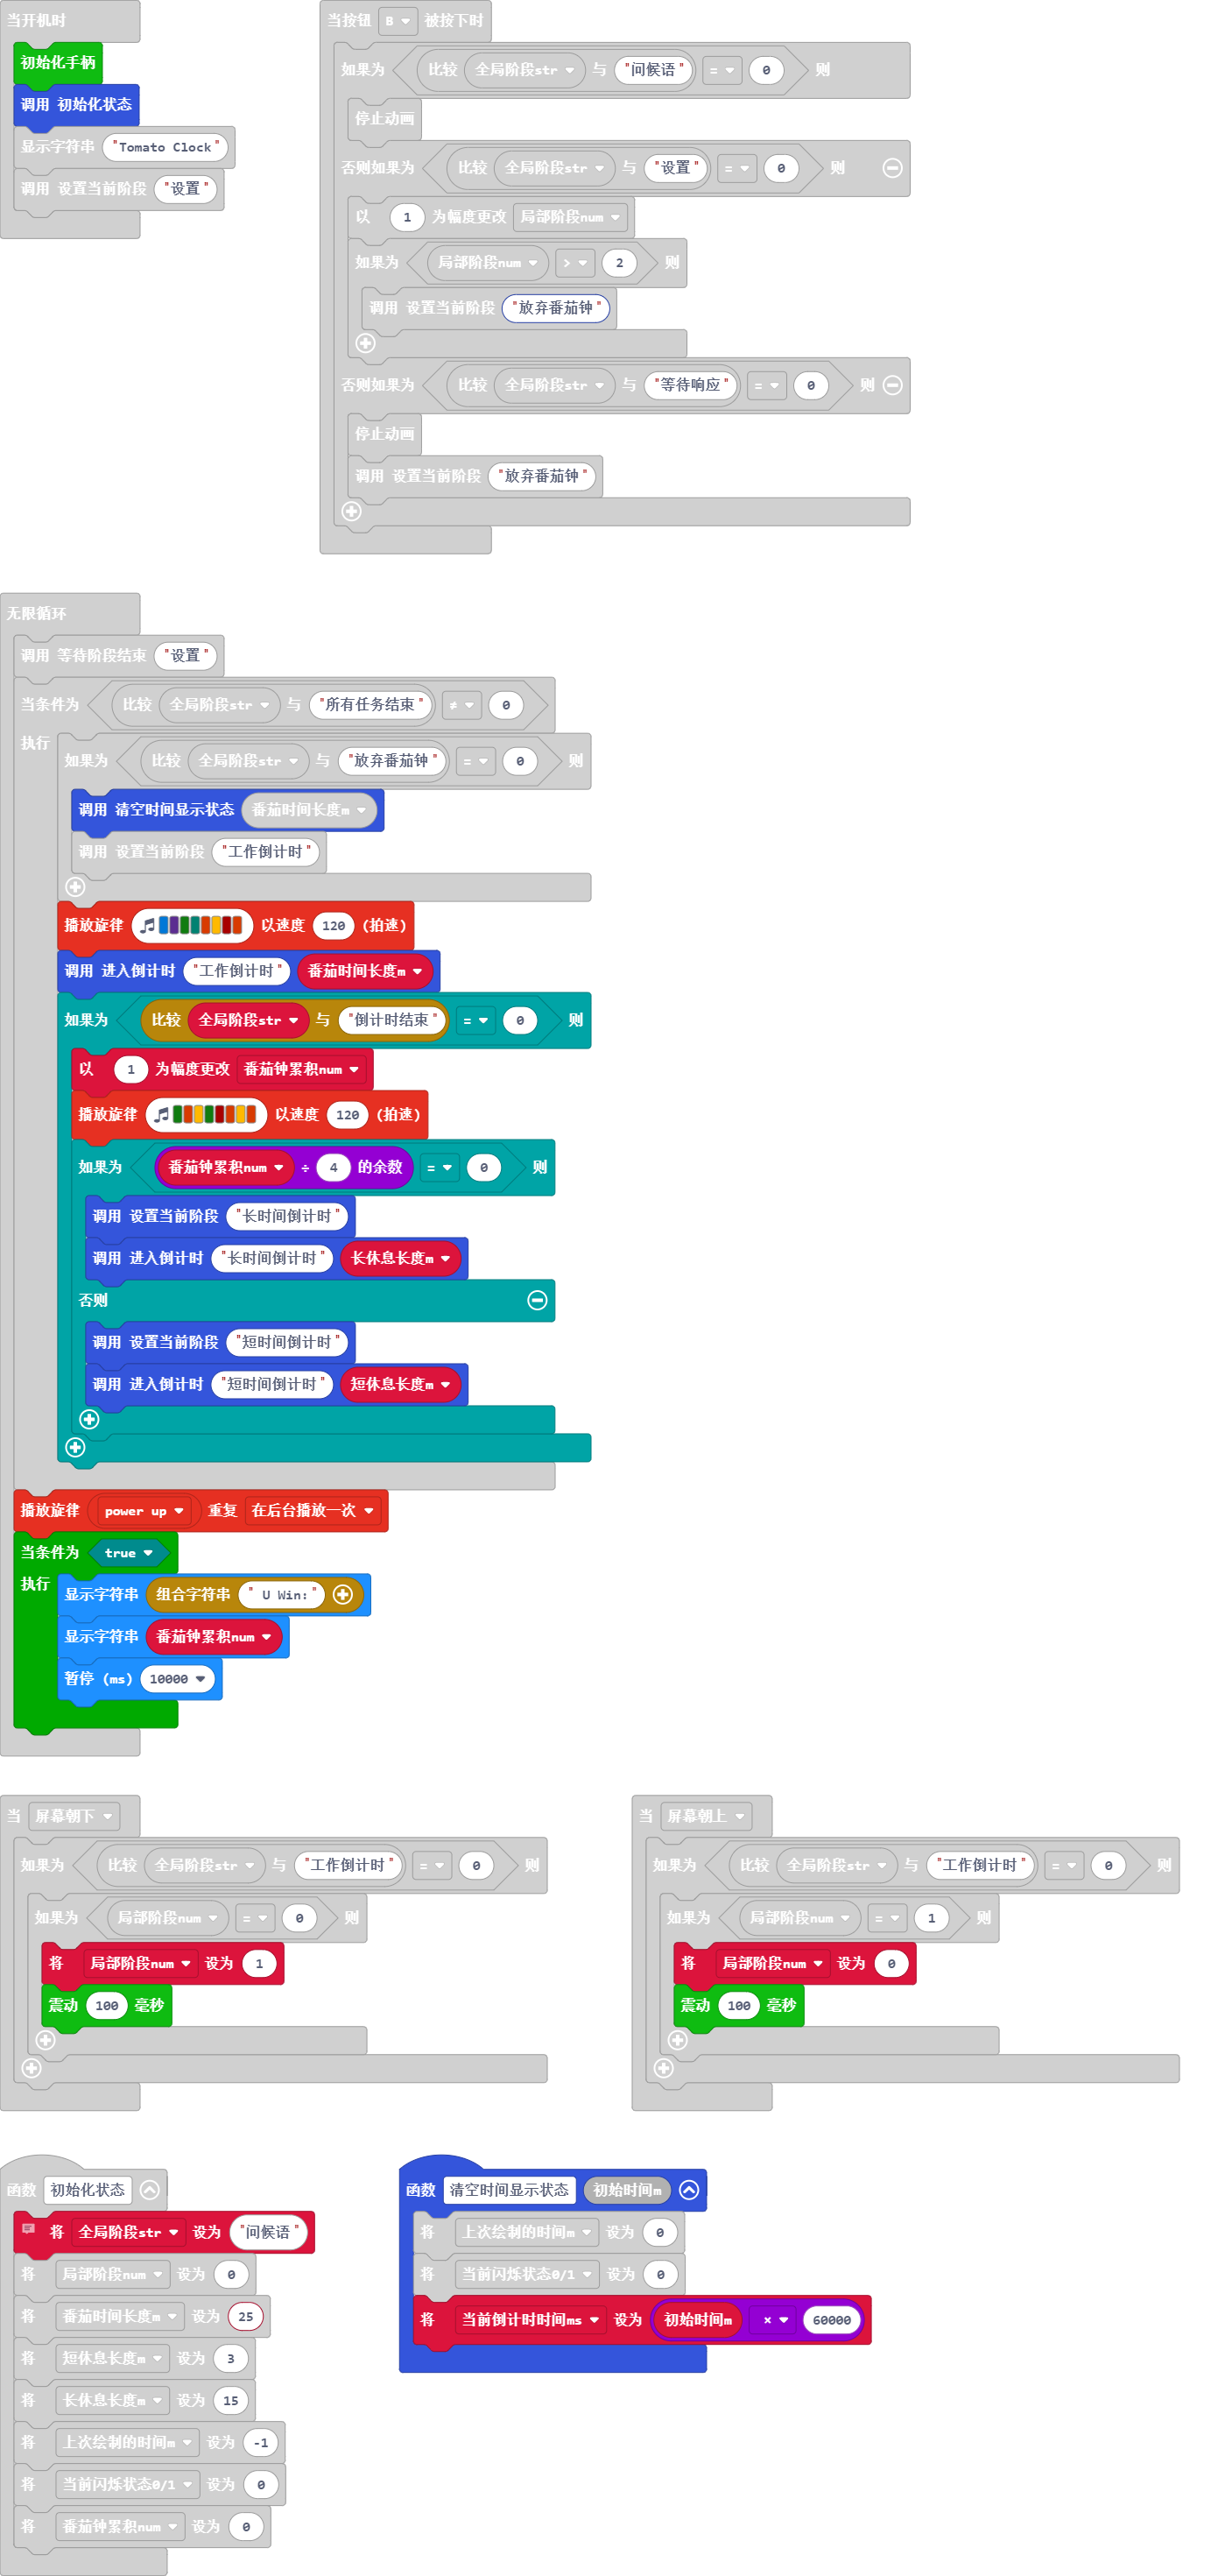 当开机时
初始化手柄
调用 初始化状态
显示字符串 "Tomato Clock"
调用 设置当前阶段 "设置"
当按钮 B 被按下时
如果为 比较 全局阶段str 与 "问候语" = 0 则
停止动画
否则如果为 比较 全局阶段str 与 "设置" = 0 则
以 1 为幅度更改 局部阶段num
如果为 局部阶段num > 2 则
调用 设置当前阶段 "放弃番茄钟"
否则如果为 比较 全局阶段str 与 "等待响应" = 0 则
停止动画
调用 设置当前阶段 "放弃番茄钟"
无限循环
调用 等待阶段结束 "设置"
当条件为 比较 全局阶段str 与 "所有任务结束" ≠ 0
执行
如果为 比较 全局阶段str 与 "放弃番茄钟" = 0 则
调用 清空时间显示状态 番茄时间长度m
调用 设置当前阶段 "工作倒计时"
播放旋律 以速度 120 (拍速)
调用 进入倒计时 "工作倒计时" 番茄时间长度m
如果为 比较 全局阶段str 与 "倒计时结束" = 0 则
以 1 为幅度更改 番茄钟累积num
播放旋律 以速度 120 (拍速)
如果为 番茄钟累积num ÷ 4 的余数 = 0 则
调用 设置当前阶段 "长时间倒计时"
调用 进入倒计时 "长时间倒计时" 长休息长度m
否则
调用 设置当前阶段 "短时间倒计时"
调用 进入倒计时 "短时间倒计时" 短休息长度m
播放旋律 power up 重复 在后台播放一次
当条件为 true
执行
显示字符串 组合字符串 " U Win:"
显示字符串 番茄钟累积num
暂停 (ms) 10000
当 屏幕朝下
如果为 比较 全局阶段str 与 "工作倒计时" = 0 则
如果为 局部阶段num = 0 则
将 局部阶段num 设为 1
震动 100 毫秒
当 屏幕朝上
如果为 比较 全局阶段str 与 "工作倒计时" = 0 则
如果为 局部阶段num = 1 则
将 局部阶段num 设为 0
震动 100 毫秒
函数 初始化状态
将 全局阶段str 设为 "问候语"
将 局部阶段num 设为 0
将 番茄时间长度m 设为 25
将 短休息长度m 设为 3
将 长休息长度m 设为 15
将 上次绘制的时间m 设为 -1
将 当前闪烁状态0/1 设为 0
将 番茄钟累积num 设为 0
函数 清空时间显示状态 初始时间m
将 上次绘制的时间m 设为 0
将 当前闪烁状态0/1 设为 0
将 当前倒计时时间ms 设为 初始时间m × 60000